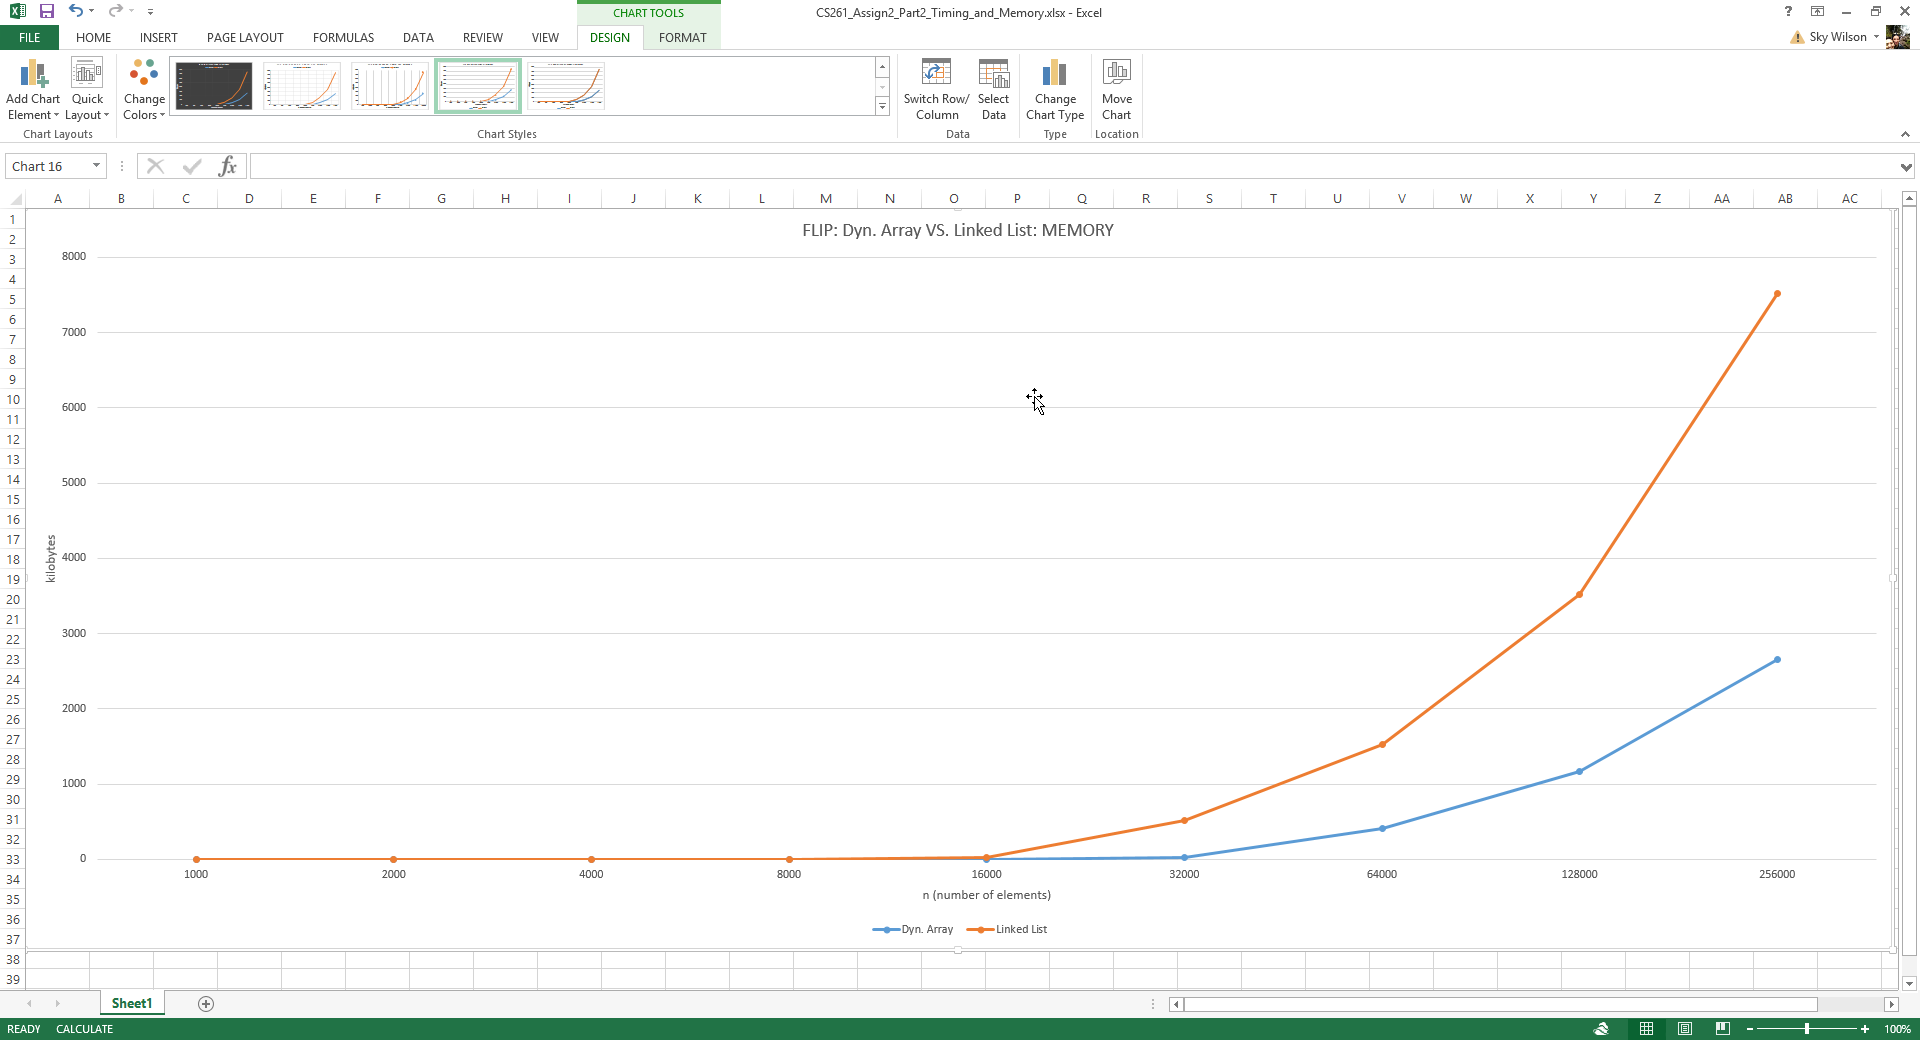 CS261_Assign2_Part2_Timing_and_Memory.xlsx - Excel
CHART TOOLS
?
FILE HOME INSERT PAGE LAYOUT FORMULAS DATA REVIEW VIEW DESIGN FORMAT
Sky Wilson
Add Chart Element
Quick Layout
Change Colors
Switch Row/ Column
Select Data
Change Chart Type
Move Chart
Chart Layouts
Chart Styles
Data
Type
Location
Chart 16
fx
A B C D E F G H I J K L M N O P Q R S T U V W X Y Z AA AB AC
1
2
3
4
5
6
7
8
9
10
11
12
13
14
15
16
17
18
19
20
21
22
23
24
25
26
27
28
29
30
31
32
33
34
35
36
37
38
39
FLIP: Dyn. Array VS. Linked List: MEMORY
8000
7000
6000
5000
4000
3000
2000
1000
0
kilobytes
1000 2000 4000 8000 16000 32000 64000 128000 256000
n (number of elements)
Dyn. Array Linked List
Sheet1
READY CALCULATE
100%